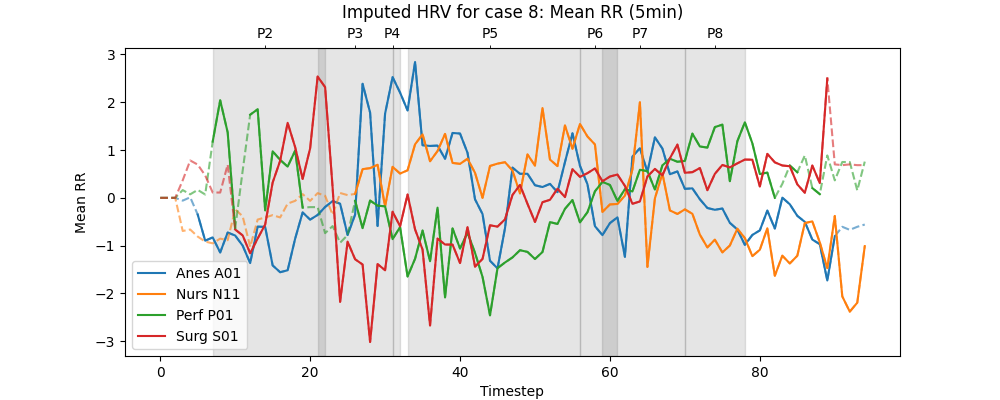 Imputed HRV for case 8: Mean RR (5min)
P2 P3 P4 P5 P6 P7 P8
3
2
1
0
−1
−2
−3
Mean RR
Anes A01
Nurs N11
Perf P01
Surg S01
0 20 40 60 80
Timestep